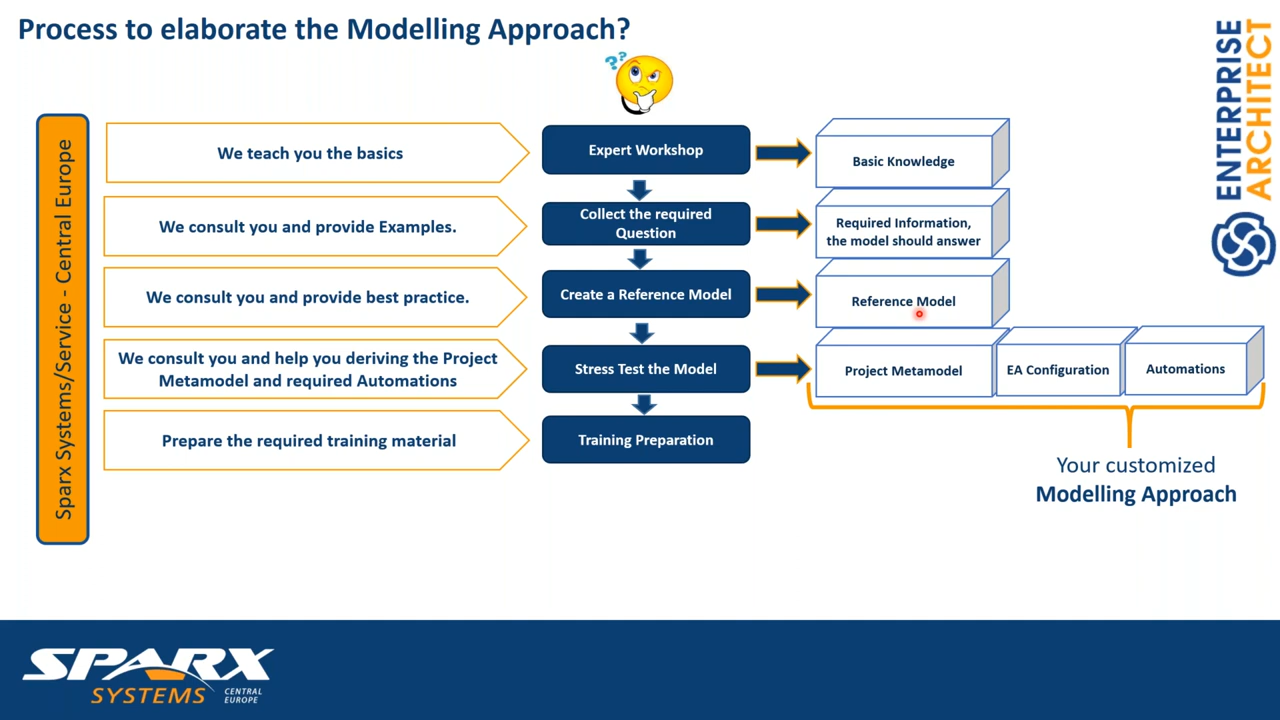 Process to elaborate the Modelling Approach?
??
ENTERPRISE
ARCHITECT
Sparx Systems/Service - Central Europe
We teach you the basics
Expert Workshop
Basic Knowledge
We consult you and provide Examples.
Collect the required
Question
Required Information,
the model should answer
We consult you and provide best practice.
Create a Reference Model
Reference Model
We consult you and help you deriving the Project
Metamodel and required Automations
Stress Test the Model
Project Metamodel
EA Configuration
Automations
Prepare the required training material
Training Preparation
Your customized
Modelling Approach
SPARX
SYSTEMS
CENTRAL
EUROPE